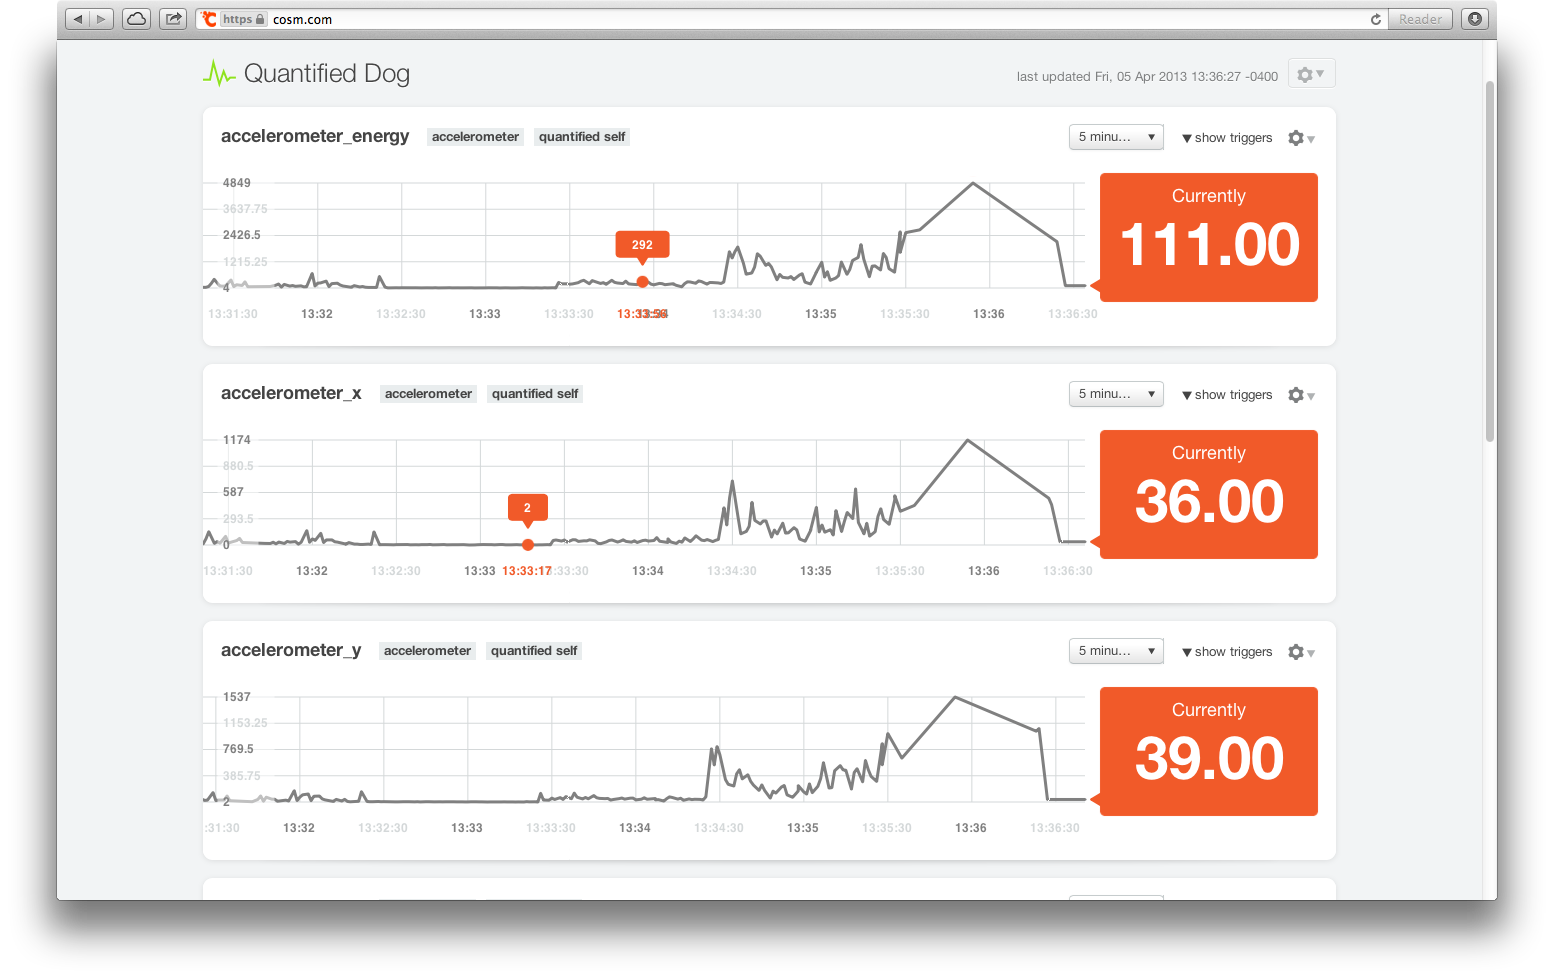 https cosm.com Reader
Quantified Dog
last updated Fri, 05 Apr 2013 13:36:27 -0400
accelerometer_energy accelerometer quantified self 5 minu... ▼ ▼ show triggers
4849
3637.75
2426.5
1215.25
4
292
Currently
111.00
13:31:30 13:32 13:32:30 13:33 13:33:30 13:34 13:34:30 13:35 13:35:30 13:36 13:36:30
accelerometer_x accelerometer quantified self 5 minu... ▼ ▼ show triggers
1174
880.5
587
293.5
0
2
Currently
36.00
13:31:30 13:32 13:32:30 13:33 13:33:17 13:33:30 13:34 13:34:30 13:35 13:35:30 13:36 13:36:30
accelerometer_y accelerometer quantified self 5 minu... ▼ ▼ show triggers
1537
1153.25
769.5
385.75
2
Currently
39.00
:31:30 13:32 13:32:30 13:33 13:33:30 13:34 13:34:30 13:35 13:35:30 13:36 13:36:30